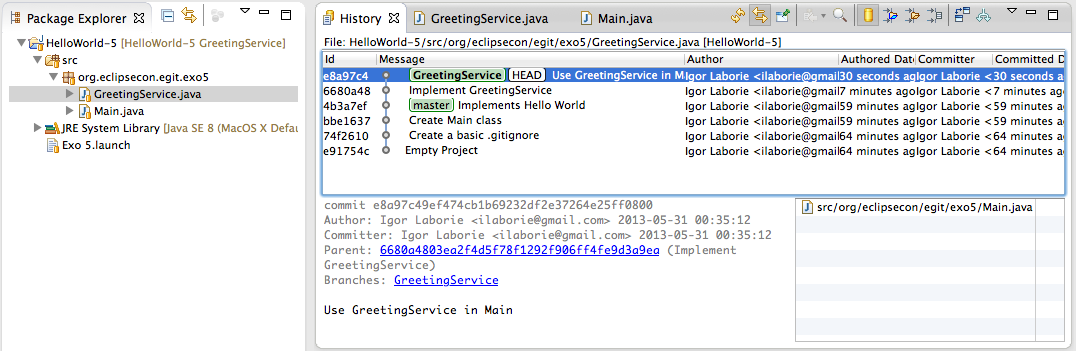 Package Explorer
HelloWorld-5 [HelloWorld-5 GreetingService]
src
org.eclipsecon.egit.exo5
GreetingService.java
Main.java
JRE System Library [Java SE 8 (MacOS X Defau
Exo 5.launch
History GreetingService.java Main.java
File: HelloWorld-5/src/org/eclipsecon/egit/exo5/GreetingService.java [HelloWorld-5]
Id Message Author Authored Date Committer Committed D
e8a97c4 GreetingService HEAD Use GreetingService in M Igor Laborie <ilaborie@gmail 30 seconds ag Igor Laborie < 30 seconds a
6680a48 Implement GreetingService Igor Laborie <ilaborie@gmail 7 minutes ago Igor Laborie < 7 minutes ago
4b3a7ef master Implements Hello World Igor Laborie <ilaborie@gmail 59 minutes ag Igor Laborie < 59 minutes a
bbe1637 Create Main class Igor Laborie <ilaborie@gmail 59 minutes ag Igor Laborie < 59 minutes a
74f2610 Create a basic .gitignore Igor Laborie <ilaborie@gmail 64 minutes ag Igor Laborie < 64 minutes a
e91754c Empty Project Igor Laborie <ilaborie@gmail 64 minutes ag Igor Laborie < 64 minutes a
commit e8a97c49ef474cb1b69232df2e37264e25ff0800
Author: Igor Laborie <ilaborie@gmail.com> 2013-05-31 00:35:12
Committer: Igor Laborie <ilaborie@gmail.com> 2013-05-31 00:35:12
Parent: 6680a4803ea2f4d5f78f1292f906ff4fe9d3a9ea (Implement
GreetingService)
Branches: GreetingService
Use GreetingService in Main
src/org/eclipsecon/egit/exo5/Main.java